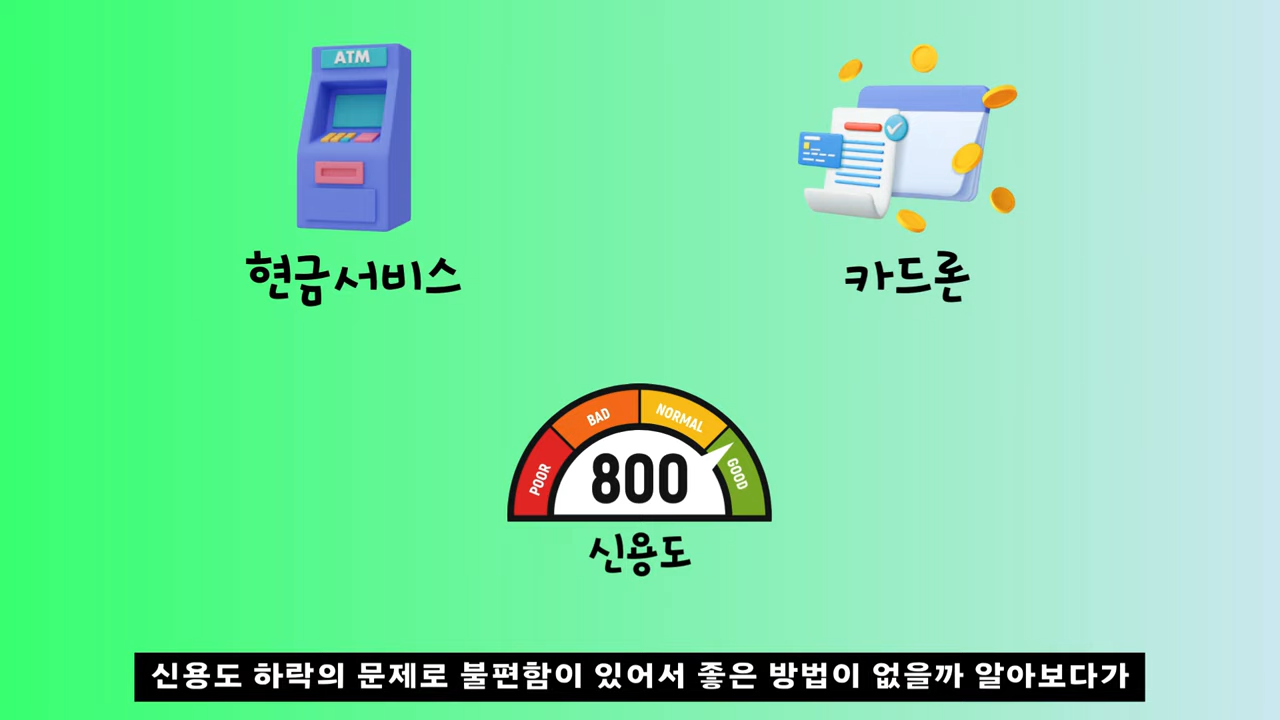 ATM
현금서비스
카드론
POOR
BAD
NORMAL
GOOD
800
신용도
신용도 하락의 문제로 불편함이 있어서 좋은 방법이 없을까 알아보다가